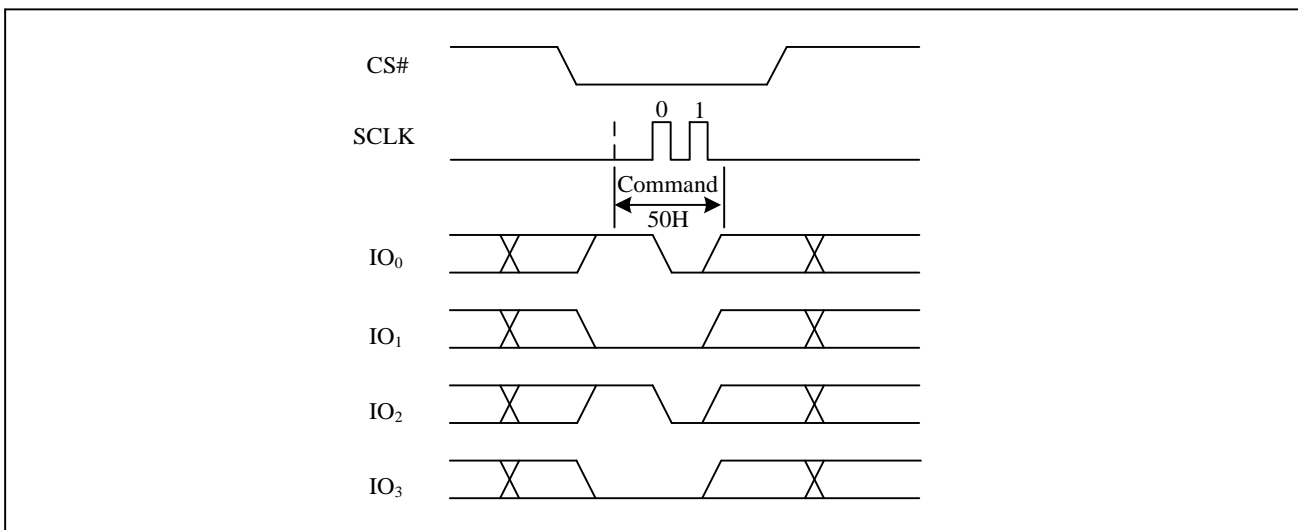 CS#
0 1
SCLK
Command
50H
IO₀
IO₁
IO₂
IO₃